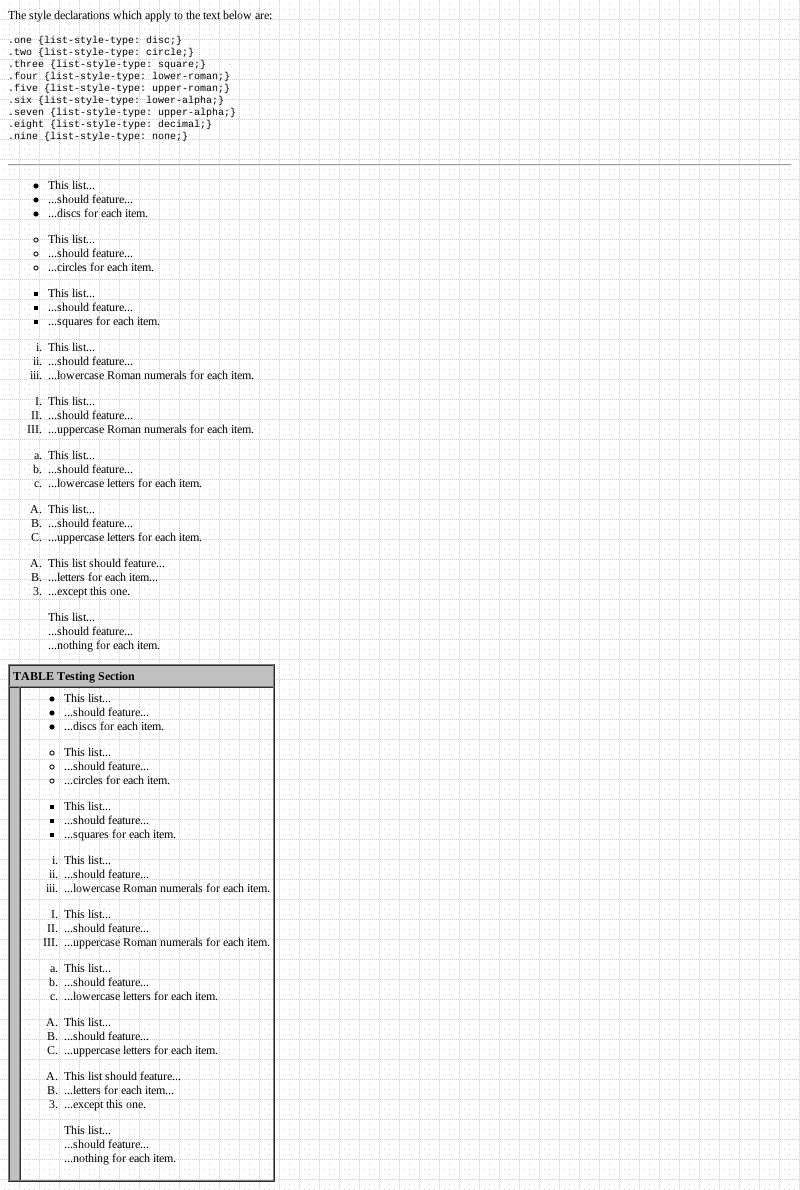 The style declarations which apply to the text below are:
.one {list-style-type: disc;}
.two {list-style-type: circle;}
.three {list-style-type: square;}
.four {list-style-type: lower-roman;}
.five {list-style-type: upper-roman;}
.six {list-style-type: lower-alpha;}
.seven {list-style-type: upper-alpha;}
.eight {list-style-type: decimal;}
.nine {list-style-type: none;}
• This list...
• ...should feature...
• ...discs for each item.
◦ This list...
◦ ...should feature...
◦ ...circles for each item.
▪ This list...
▪ ...should feature...
▪ ...squares for each item.
i. This list...
ii. ...should feature...
iii. ...lowercase Roman numerals for each item.
I. This list...
II. ...should feature...
III. ...uppercase Roman numerals for each item.
a. This list...
b. ...should feature...
c. ...lowercase letters for each item.
A. This list...
B. ...should feature...
C. ...uppercase letters for each item.
A. This list should feature...
B. ...letters for each item...
3. ...except this one.
This list...
...should feature...
...nothing for each item.
TABLE Testing Section
• This list...
• ...should feature...
• ...discs for each item.
◦ This list...
◦ ...should feature...
◦ ...circles for each item.
▪ This list...
▪ ...should feature...
▪ ...squares for each item.
i. This list...
ii. ...should feature...
iii. ...lowercase Roman numerals for each item.
I. This list...
II. ...should feature...
III. ...uppercase Roman numerals for each item.
a. This list...
b. ...should feature...
c. ...lowercase letters for each item.
A. This list...
B. ...should feature...
C. ...uppercase letters for each item.
A. This list should feature...
B. ...letters for each item...
3. ...except this one.
This list...
...should feature...
...nothing for each item.